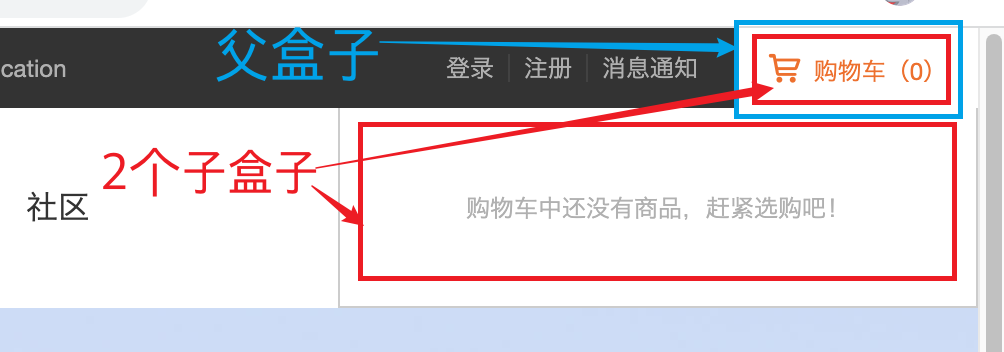 cation
父盒子
登录 注册 消息通知
购物车（0）
2个子盒子
社区
购物车中还没有商品，赶紧选购吧！